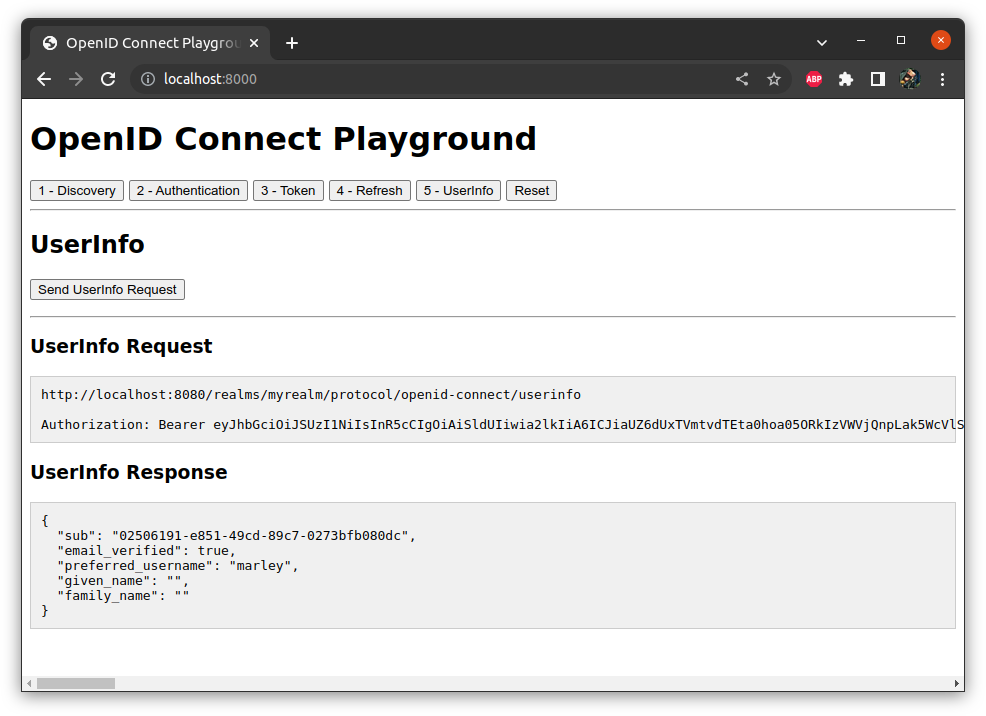 OpenID Connect Playgrou
localhost:8000
ABP
OpenID Connect Playground
1 - Discovery 2 - Authentication 3 - Token 4 - Refresh 5 - UserInfo Reset
UserInfo
Send UserInfo Request
UserInfo Request
http://localhost:8080/realms/myrealm/protocol/openid-connect/userinfo
Authorization: Bearer eyJhbGciOiJSUzI1NiIsInR5cCIgOiAiSldUIiwia2lkIiA6ICJiaUZ6dUxTVmtvdTEta0hoa05ORkIzVWVjQnpLak5WcVlS
UserInfo Response
{
"sub": "02506191-e851-49cd-89c7-0273bfb080dc",
"email_verified": true,
"preferred_username": "marley",
"given_name": "",
"family_name": ""
}